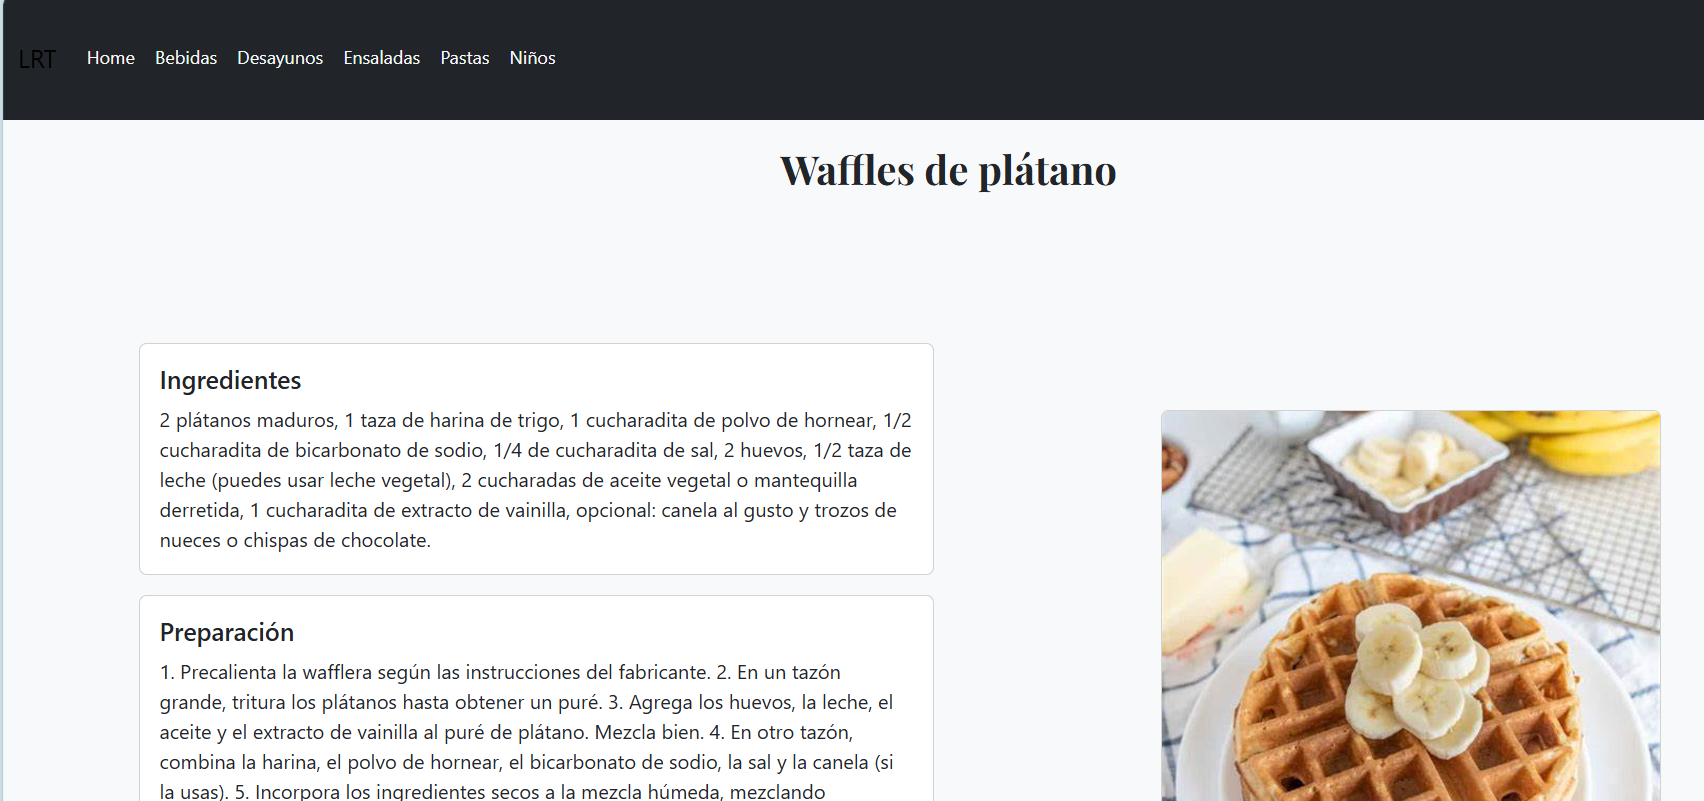 LRT Home Bebidas Desayunos Ensaladas Pastas Niños
Waffles de plátano
Ingredientes
2 plátanos maduros, 1 taza de harina de trigo, 1 cucharadita de polvo de hornear, 1/2
cucharadita de bicarbonato de sodio, 1/4 de cucharadita de sal, 2 huevos, 1/2 taza de
leche (puedes usar leche vegetal), 2 cucharadas de aceite vegetal o mantequilla
derretida, 1 cucharadita de extracto de vainilla, opcional: canela al gusto y trozos de
nueces o chispas de chocolate.
Preparación
1. Precalienta la wafflera según las instrucciones del fabricante. 2. En un tazón
grande, tritura los plátanos hasta obtener un puré. 3. Agrega los huevos, la leche, el
aceite y el extracto de vainilla al puré de plátano. Mezcla bien. 4. En otro tazón,
combina la harina, el polvo de hornear, el bicarbonato de sodio, la sal y la canela (si
la usas). 5. Incorpora los ingredientes secos a la mezcla húmeda, mezclando